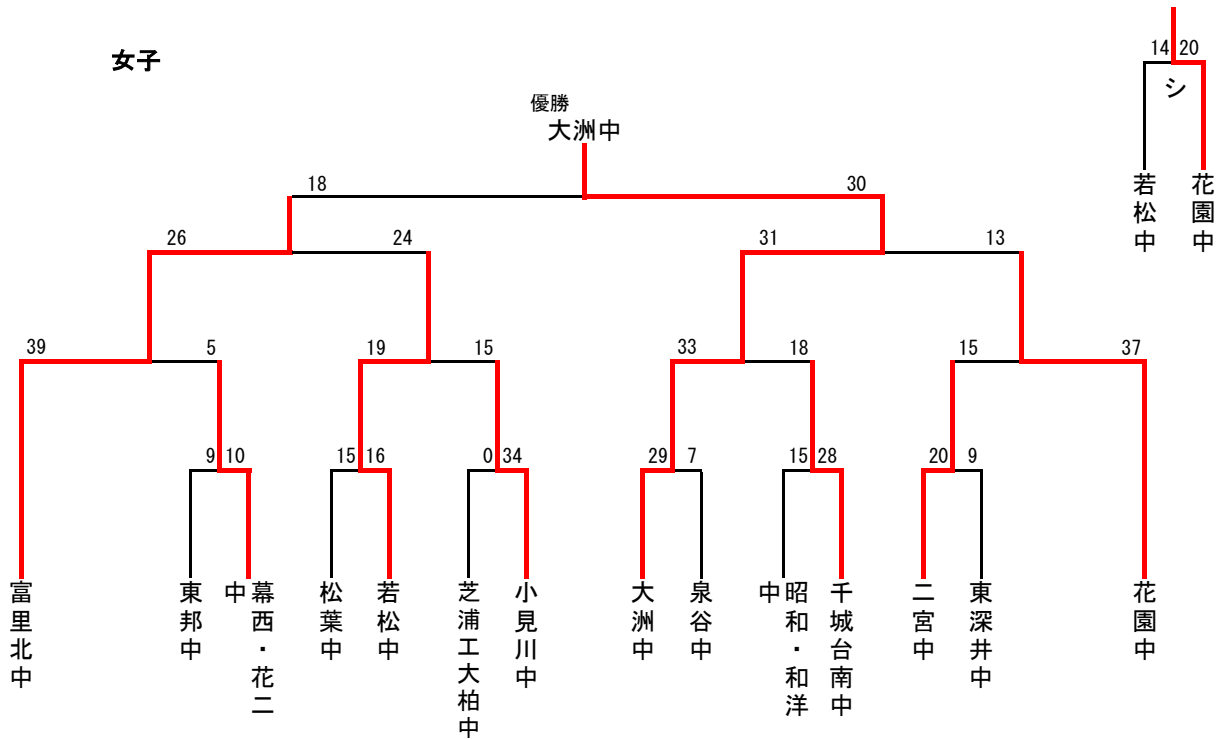 女子
14 20
シ
若松中
花園中
優勝
大洲中
18
30
26
24
31
13
39
5
19
15
33
18
15
37
9 10
15 16
0 34
29 7
15 28
20 9
富里北中
東邦中
幕西・花二中
松葉中
若松中
芝浦工大柏中
小見川中
大洲中
泉谷中
昭和・和洋中
千城台南中
二宮中
東深井中
花園中